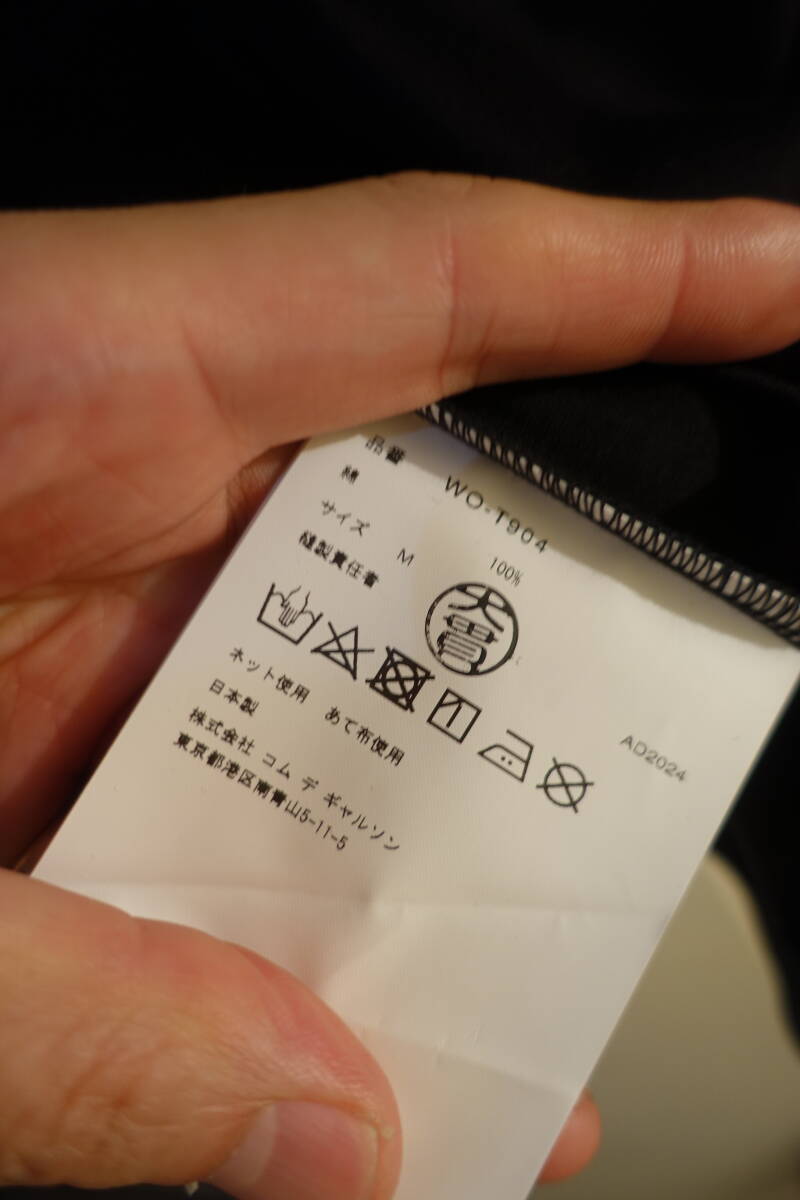 品番 WO-T904
綿 100%
サイズ M
縫製責任者 大貫
ネット使用 あて布使用
日本製
株式会社 コム デ ギャルソン
東京都港区南青山5-11-5
AD2024